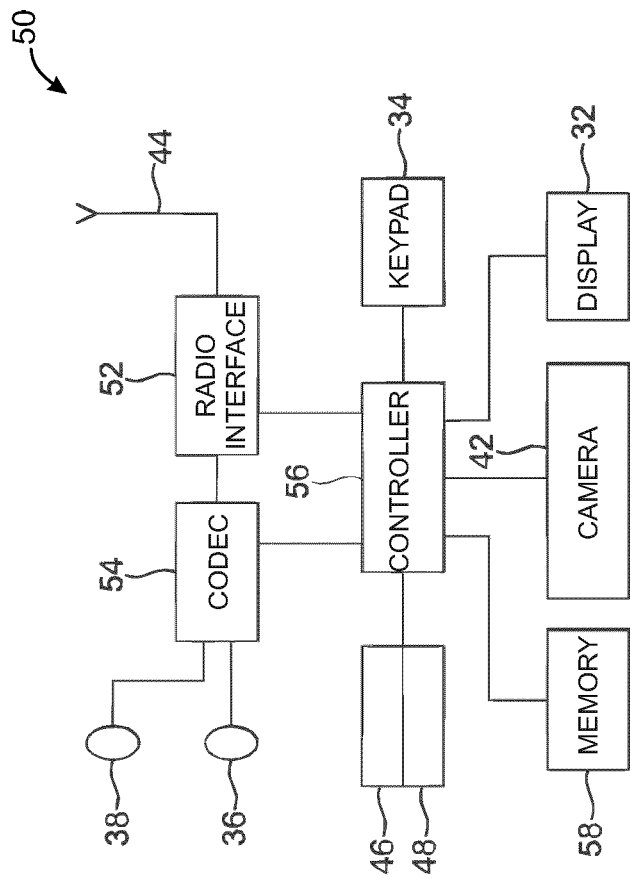 50
44
52
RADIO
INTERFACE
54
CODEC
38
36
56
CONTROLLER
34
KEYPAD
46
48
32
DISPLAY
42
CAMERA
MEMORY
58